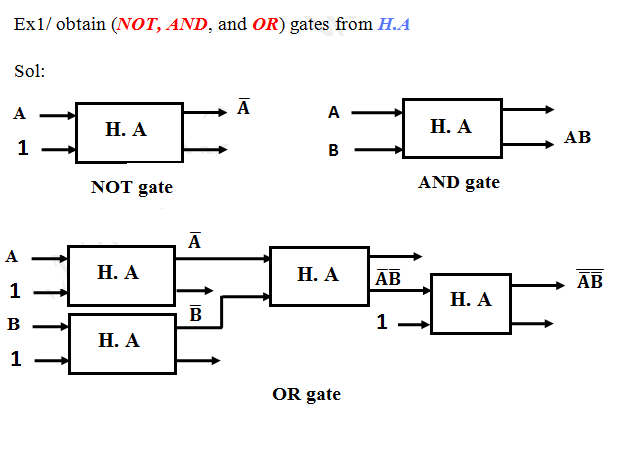 Ex1/ obtain (NOT, AND, and OR) gates from H.A
Sol:
A
1
H. A
A̅
NOT gate
A
B
H. A
AB
AND gate
A
1
H. A
A̅
B
1
H. A
B̅
H. A
A̅B̅
1
H. A
A̅B̅̅
OR gate